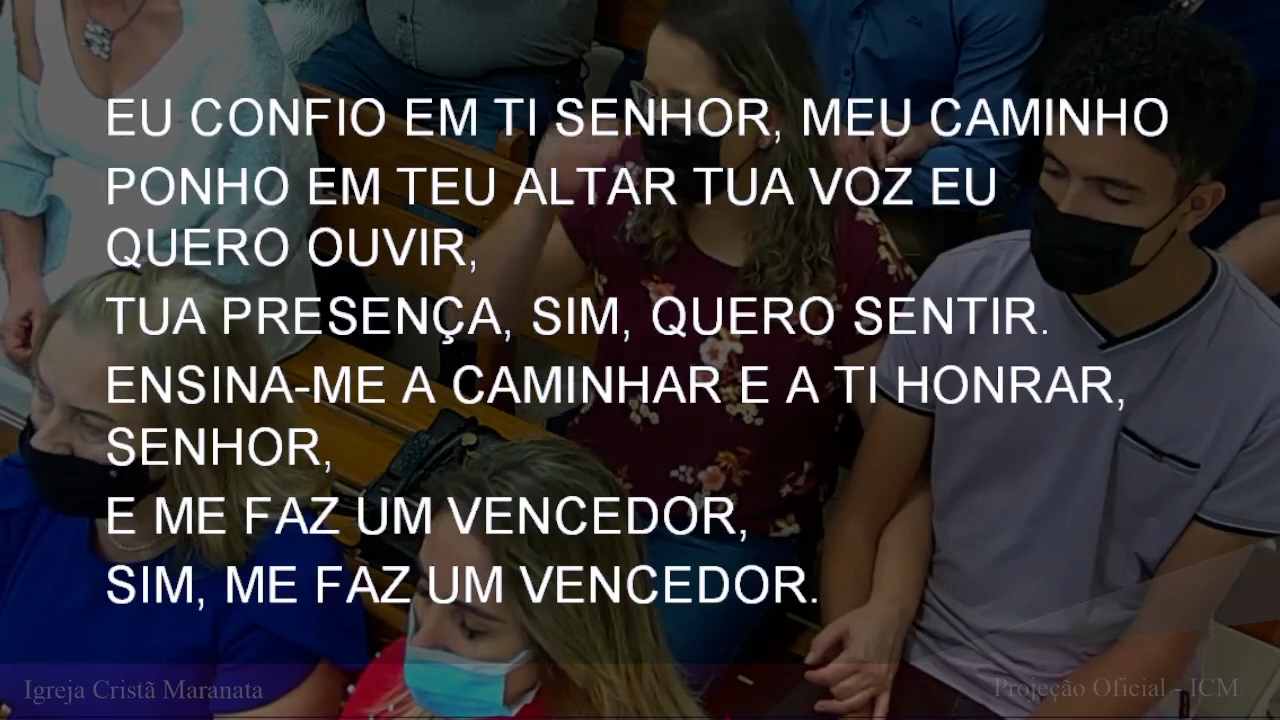 EU CONFIO EM TI SENHOR, MEU CAMINHO
PONHO EM TEU ALTAR TUA VOZ EU
QUERO OUVIR,
TUA PRESENÇA, SIM, QUERO SENTIR.
ENSINA-ME A CAMINHAR E A TI HONRAR,
SENHOR,
E ME FAZ UM VENCEDOR,
SIM, ME FAZ UM VENCEDOR.
Igreja Cristã Maranata
Projeção Oficial - ICM